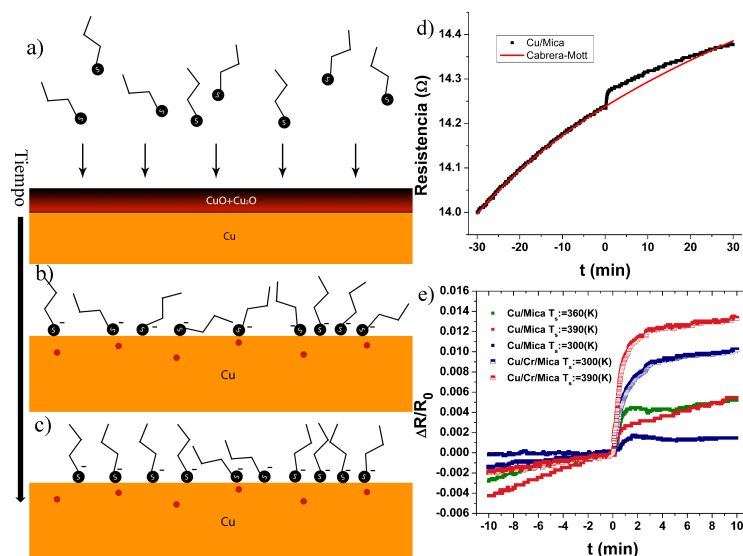 a)
S
S
S
S
S
S
S
S
Tiempo
CuO+Cu₂O
Cu
b)
S⁻ S⁻ S⁻ S⁻ S⁻ S⁻ S⁻ S⁻ S⁻
Cu
c)
S⁻ S⁻ S⁻ S⁻ S⁻ S⁻ S⁻ S⁻ S⁻ S⁻
Cu
d)
14.4
14.3
14.2
14.1
14.0
Resistencia (Ω)
Cu/Mica
Cabrera-Mott
-30 -20 -10 0 10 20 30
t (min)
e)
0.016
0.014
0.012
0.010
0.008
0.006
0.004
0.002
0.000
-0.002
-0.004
-0.006
ΔR/R₀
Cu/Mica Tₛ:=360(K)
Cu/Mica Tₛ:=390(K)
Cu/Mica Tₛ:=300(K)
Cu/Cr/Mica Tₛ:=300(K)
Cu/Cr/Mica Tₛ:=390(K)
-10 -8 -6 -4 -2 0 2 4 6 8 10
t (min)